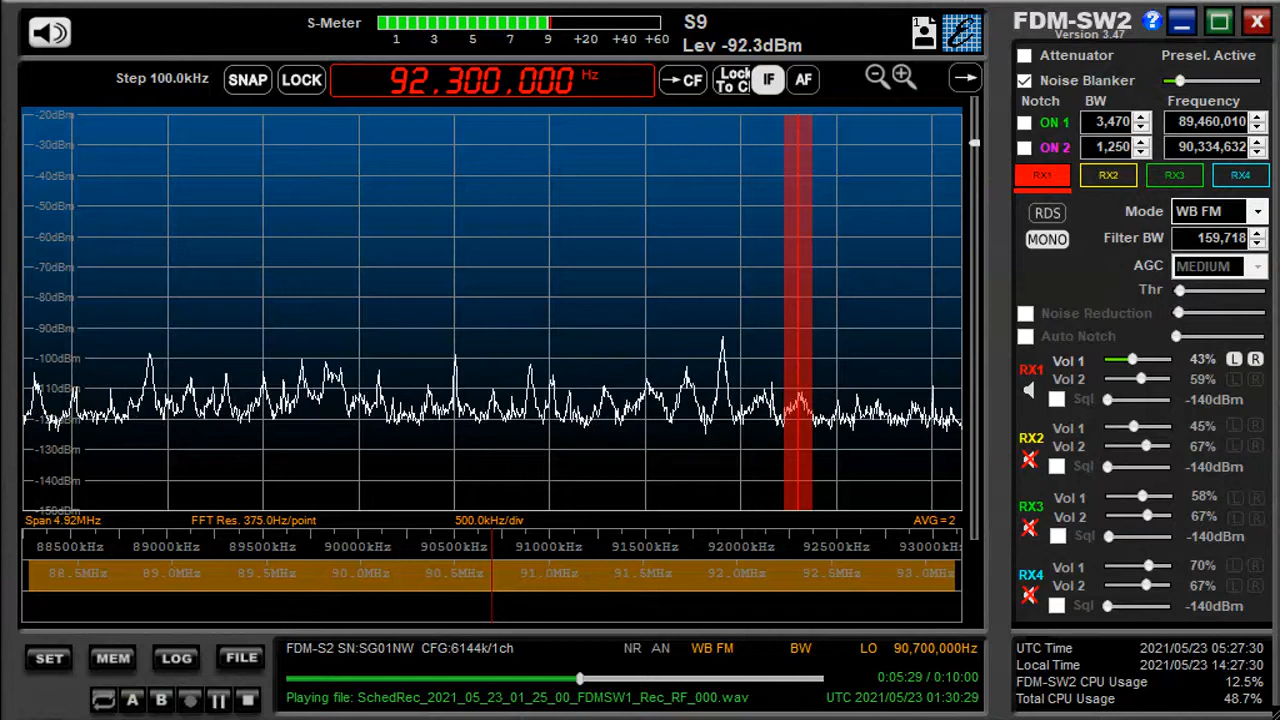 S-Meter
1 3 5 7 9 +20 +40 +60
S9
Lev -92.3dBm
FDM-SW2
Version 3.47
Step 100.0kHz
SNAP
LOCK
92.300.000 Hz
→CF
Lock
To C
IF
AF
Attenuator
Presel. Active
Noise Blanker
Notch BW Frequency
ON 1 3,470 89,460,010
ON 2 1,250 90,334,632
RX1 RX2 RX3 RX4
RDS
Mode WB FM
MONO
Filter BW 159,718
AGC MEDIUM
Thr
Noise Reduction
Auto Notch
RX1
Vol 1 43% L R
Vol 2 59% L R
Sql -140dBm
RX2
Vol 1 45% L R
Vol 2 67% L R
Sql -140dBm
RX3
Vol 1 58% L R
Vol 2 67% L R
Sql -140dBm
RX4
Vol 1 70% L R
Vol 2 67% L R
Sql -140dBm
-20dBm
-30dBm
-40dBm
-50dBm
-60dBm
-70dBm
-80dBm
-90dBm
-100dBm
-110dBm
-120dBm
-130dBm
-140dBm
-150dBm
Span 4.92MHz FFT Res. 375.0Hz/point 500.0kHz/div AVG=2
88500kHz 89000kHz 89500kHz 90000kHz 90500kHz 91000kHz 91500kHz 92000kHz 92500kHz 93000kH
88.5MHz 89.0MHz 89.5MHz 90.0MHz 90.5MHz 91.0MHz 91.5MHz 92.0MHz 92.5MHz 93.0MHz
SET MEM LOG FILE
A B
FDM-S2 SN:SG01NW CFG:6144k/1ch NR AN WB FM BW LO 90,700,000Hz
0:05:29 / 0:10:00
Playing file: SchedRec_2021_05_23_01_25_00_FDMSW1_Rec_RF_000.wav UTC 2021/05/23 01:30:29
UTC Time 2021/05/23 05:27:30
Local Time 2021/05/23 14:27:30
FDM-SW2 CPU Usage 12.5%
Total CPU Usage 48.7%